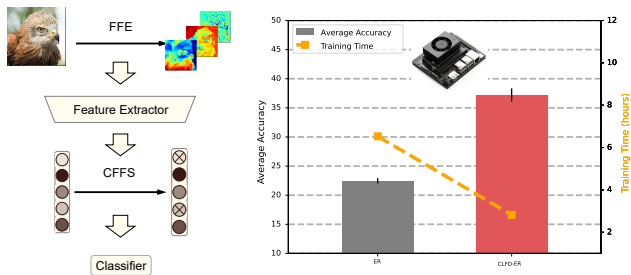 FFE
Feature Extractor
CFFS
Classifier
Average Accuracy
Training Time
50
45
40
35
30
25
20
15
10
Average Accuracy
12
10
8
6
4
2
Training Time (hours)
ER
CLFD-ER